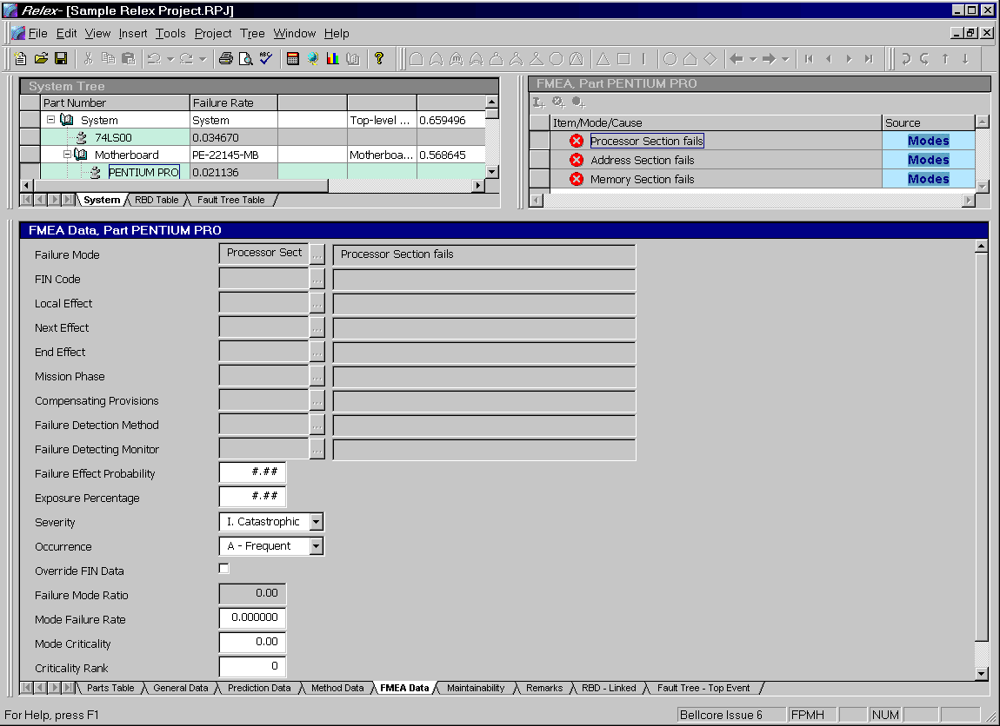 Relex - [Sample Relex Project.RPJ]
File Edit View Insert Tools Project Tree Window Help
System Tree
Part Number Failure Rate
System System Top-level ... 0.659496
74LS00 0.034670
Motherboard PE-22145-MB Motherboa... 0.568645
PENTIUM PRO 0.021136
System RBD Table Fault Tree Table
FMEA, Part PENTIUM PRO
Item/Mode/Cause Source
Processor Section fails Modes
Address Section fails Modes
Memory Section fails Modes
FMEA Data, Part PENTIUM PRO
Failure Mode Processor Sect ... Processor Section fails
FIN Code ...
Local Effect ...
Next Effect ...
End Effect ...
Mission Phase ...
Compensating Provisions ...
Failure Detection Method ...
Failure Detecting Monitor ...
Failure Effect Probability #.##
Exposure Percentage #.##
Severity I. Catastrophic
Occurrence A - Frequent
Override FIN Data
Failure Mode Ratio 0.00
Mode Failure Rate 0.000000
Mode Criticality 0.00
Criticality Rank 0
Parts Table General Data Prediction Data Method Data FMEA Data Maintainability Remarks RBD - Linked Fault Tree - Top Event
For Help, press F1 Bellcore Issue 6 FPMH NUM